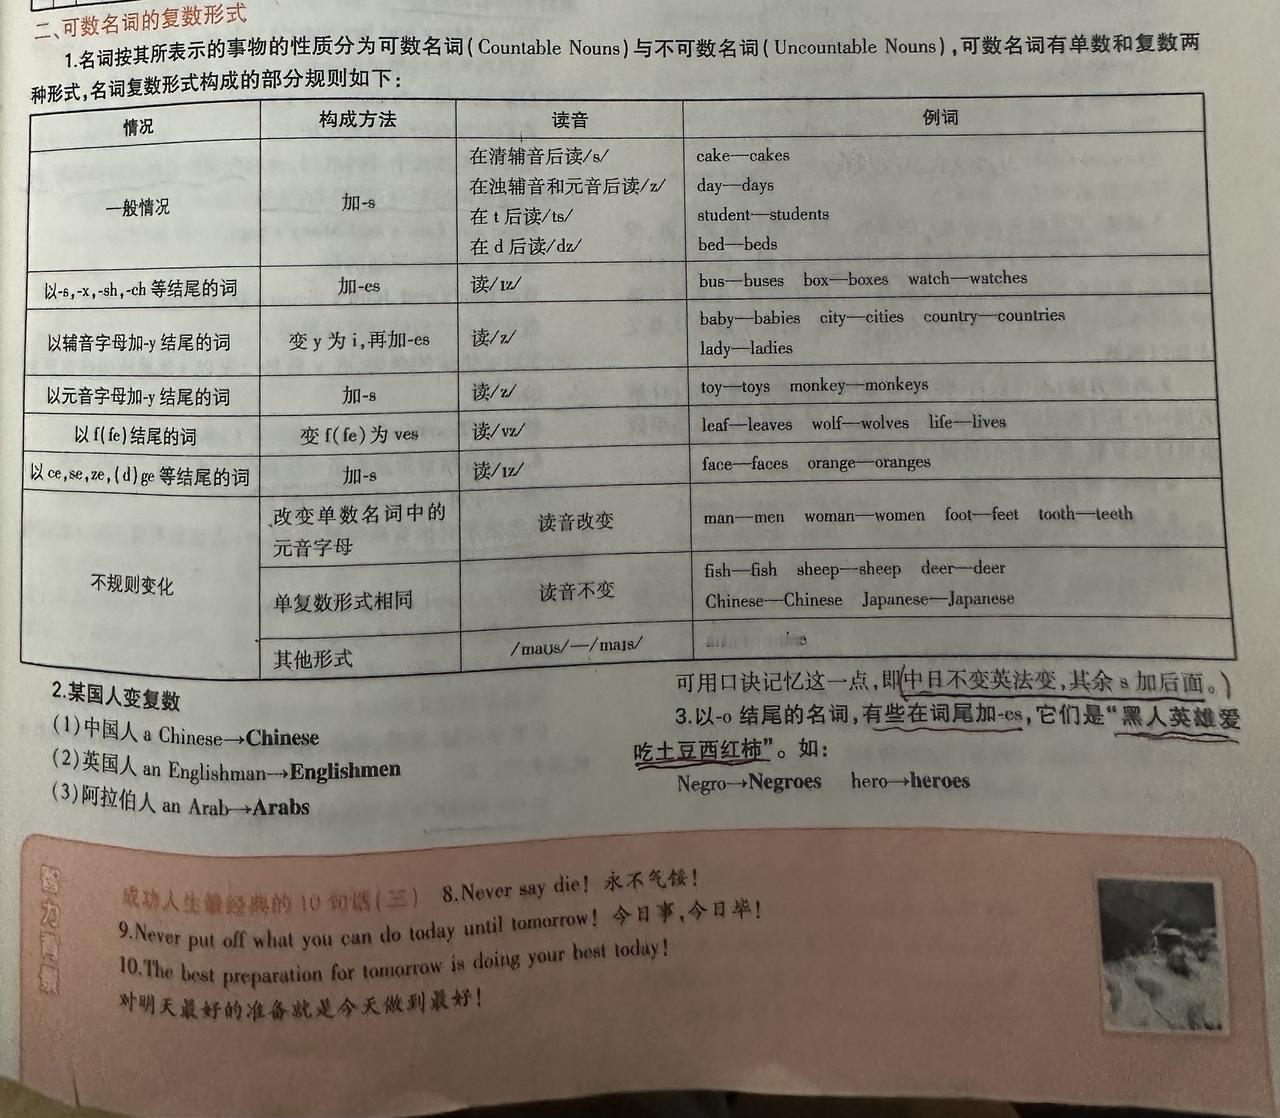 二、可数名词的复数形式
1.名词按其所表示的事物的性质分为可数名词(Countable Nouns)与不可数名词(Uncountable Nouns),可数名词有单数和复数两
种形式,名词复数形式构成的部分规则如下:
情况 构成方法 读音 例词
一般情况 加-s
在清辅音后读/s/ cake—cakes
在浊辅音和元音后读/z/ day—days
在 t 后读/ts/ student—students
在 d 后读/dz/ bed—beds
以-s,-x,-sh,-ch 等结尾的词 加-es 读/ɪz/ bus—buses box—boxes watch—watches
以辅音字母加-y 结尾的词 变 y 为 i,再加-es 读/z/ baby—babies city—cities country—countries
lady—ladies
以元音字母加-y 结尾的词 加-s 读/z/ toy—toys monkey—monkeys
以 f(fe)结尾的词 变 f(fe)为 ves 读/vz/ leaf—leaves wolf—wolves life—lives
以 ce,se,ze,(d)ge 等结尾的词 加-s 读/ɪz/ face—faces orange—oranges
不规则变化
改变单数名词中的
元音字母 读音改变 man—men woman—women foot—feet tooth—teeth
单复数形式相同 读音不变 fish—fish sheep—sheep deer—deer
Chinese—Chinese Japanese—Japanese
其他形式 /maʊs/—/maɪs/
2.某国人变复数
(1)中国人 a Chinese→Chinese
(2)英国人 an Englishman→Englishmen
(3)阿拉伯人 an Arab→Arabs
可用口诀记忆这一点,即(中日不变英法变,其余 s 加后面。)
3.以-o 结尾的名词,有些在词尾加-es,它们是“黑人英雄爱
吃土豆西红柿”。如:
Negro→Negroes hero→heroes
成功人生最经典的 10 句话(三) 8.Never say die! 永不气馁!
9.Never put off what you can do today until tomorrow! 今日事,今日毕!
10.The best preparation for tomorrow is doing your best today!
对明天最好的准备就是今天做到最好!